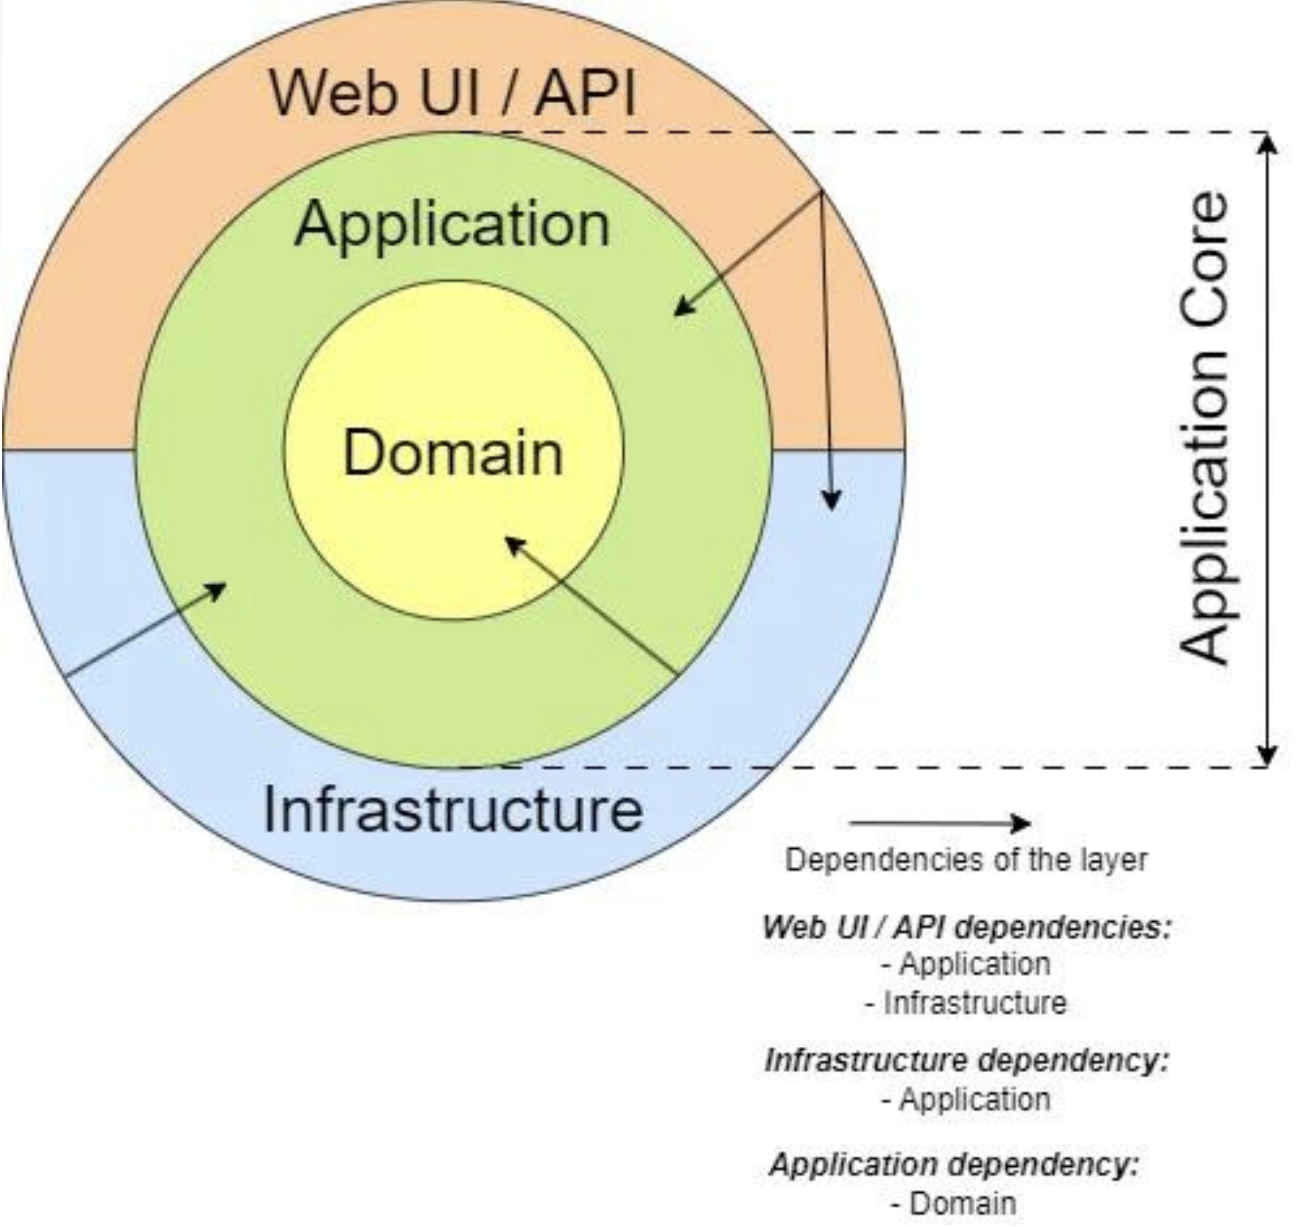 Web UI / API
Application
Domain
Infrastructure
Application Core
Dependencies of the layer
Web UI / API dependencies:
- Application
- Infrastructure
Infrastructure dependency:
- Application
Application dependency:
- Domain